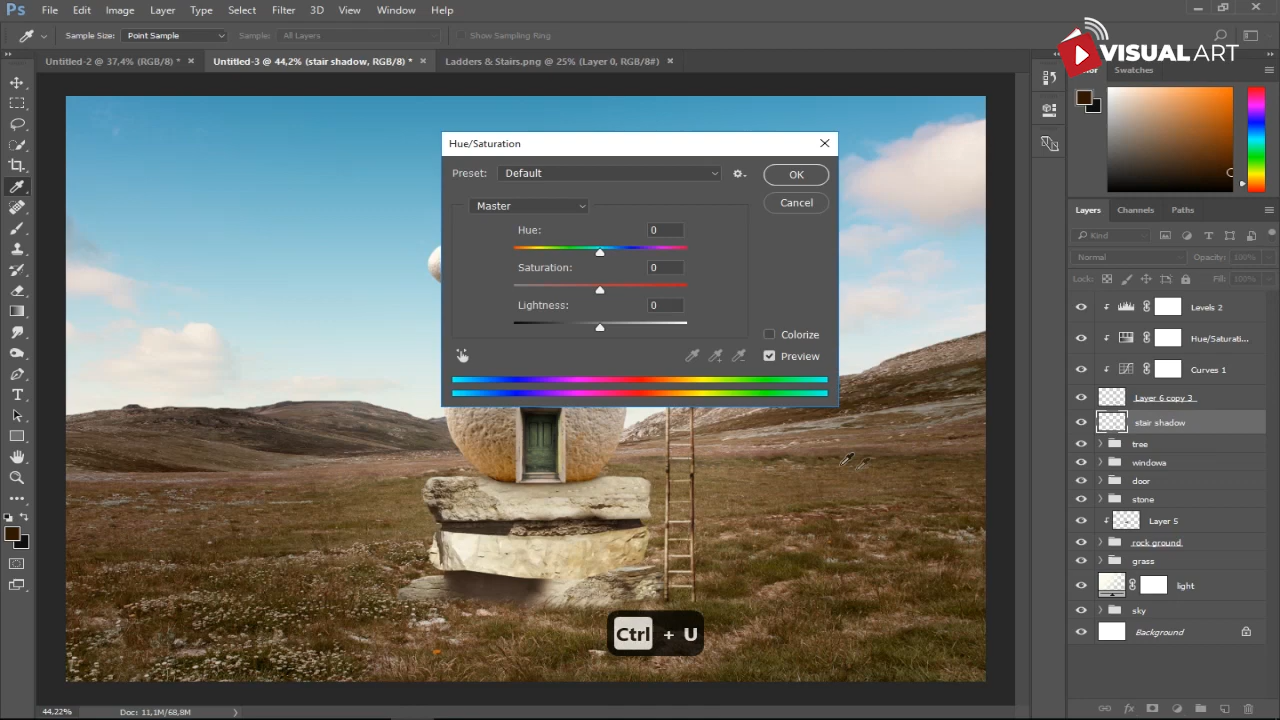 Ps File Edit Image Layer Type Select Filter 3D View Window Help
Sample Size: Point Sample Sample: All Layers Show Sampling Ring
VISUAL ART
Untitled-2 @ 37,4% (RGB/8) * × Untitled-3 @ 44,2% (stair shadow, RGB/8) * × Ladders & Stairs.png @ 25% (Layer 0, RGB/8#) ×
Swatches
Hue/Saturation
Preset: Default
OK
Cancel
Master
Hue: 0
Saturation: 0
Lightness: 0
Colorize
Preview
Layers Channels Paths
Kind
Normal Opacity: 100%
Lock: Fill: 100%
Levels 2
Hue/Saturati...
Curves 1
Layer 6 copy 3
stair shadow
tree
windows
door
stone
Layer 5
rock ground
grass
light
sky
Background
Ctrl + U
44,22% Doc: 11,1M/68,8M